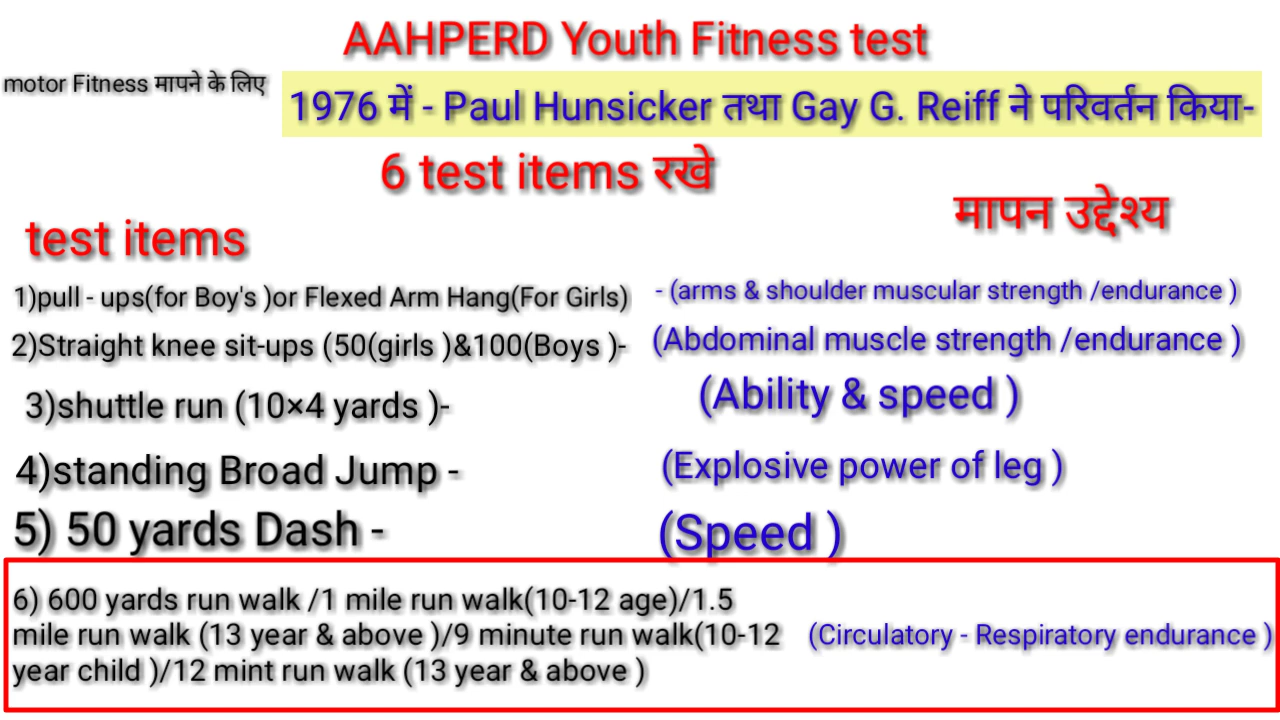 AAHPERD Youth Fitness test
motor Fitness मापने के लिए
1976 में - Paul Hunsicker तथा Gay G. Reiff ने परिवर्तन किया-
6 test items रखे
मापन उद्देश्य
test items
1)pull - ups(for Boy's )or Flexed Arm Hang(For Girls) - (arms & shoulder muscular strength /endurance )
2)Straight knee sit-ups (50(girls )&100(Boys )- (Abdominal muscle strength /endurance )
3)shuttle run (10×4 yards )- (Ability & speed )
4)standing Broad Jump - (Explosive power of leg )
5) 50 yards Dash - (Speed )
6) 600 yards run walk /1 mile run walk(10-12 age)/1.5
mile run walk (13 year & above )/9 minute run walk(10-12 (Circulatory - Respiratory endurance )
year child )/12 mint run walk (13 year & above )